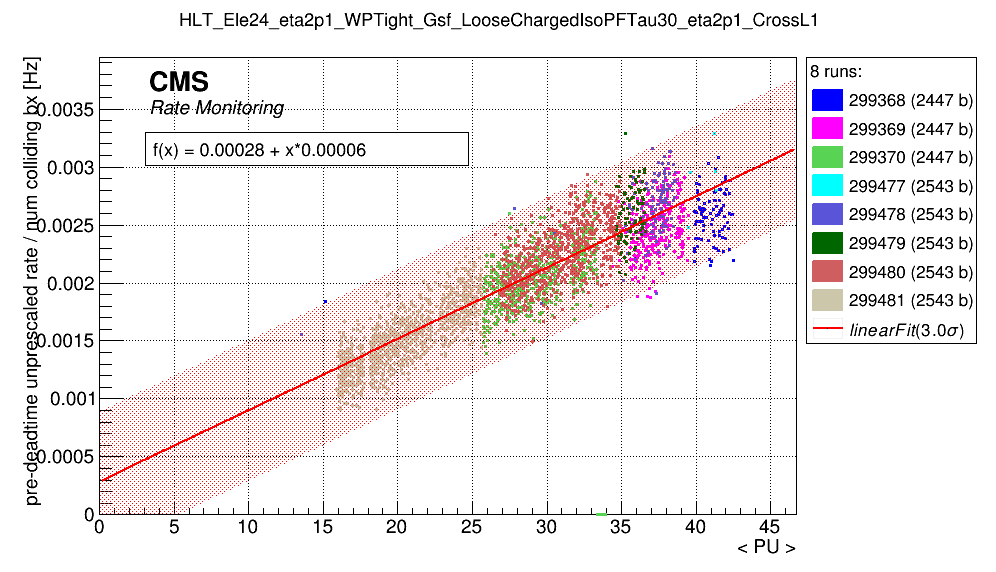 HLT_Ele24_eta2p1_WPTight_Gsf_LooseChargedIsoPFTau30_eta2p1_CrossL1
pre-deadtime unprescaled rate / num colliding bx [Hz]
CMS
Rate Monitoring
f(x) = 0.00028 + x*0.00006
0.0035
0.003
0.0025
0.002
0.0015
0.001
0.0005
0
0 5 10 15 20 25 30 35 40 45
< PU >
8 runs:
299368 (2447 b)
299369 (2447 b)
299370 (2447 b)
299477 (2543 b)
299478 (2543 b)
299479 (2543 b)
299480 (2543 b)
299481 (2543 b)
linearFit(3.0σ)